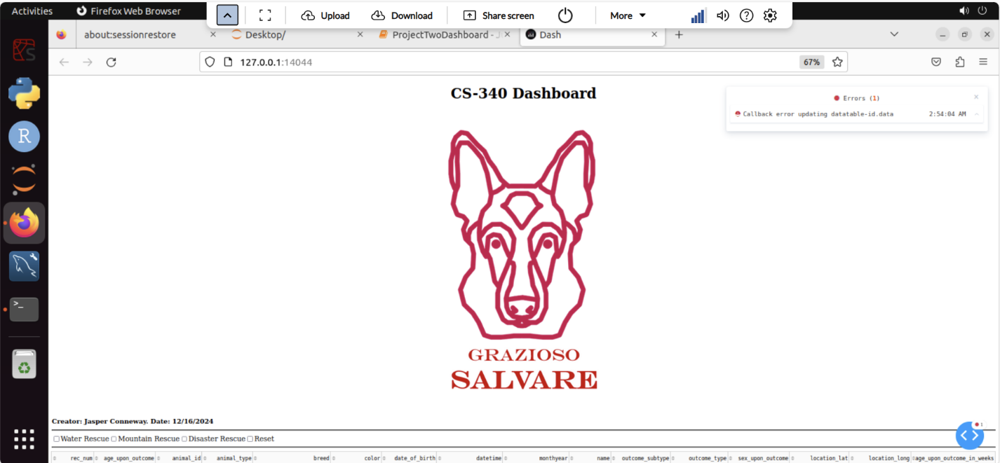 Activities Firefox Web Browser Upload Download Share screen More
about:sessionrestore Desktop/ ProjectTwoDashboard - J Dash
127.0.0.1:14044 67%
CS-340 Dashboard
Errors (1)
Callback error updating datatable-id.data 2:54:04 AM
GRAZIOSO
SALVARE
Creator: Jasper Conneway. Date: 12/16/2024
Water Rescue Mountain Rescue Disaster Rescue Reset
1
rec_num age_upon_outcome animal_id animal_type breed color date_of_birth datetime monthyear name outcome_subtype outcome_type sex_upon_outcome location_lat location_long age_upon_outcome_in_weeks